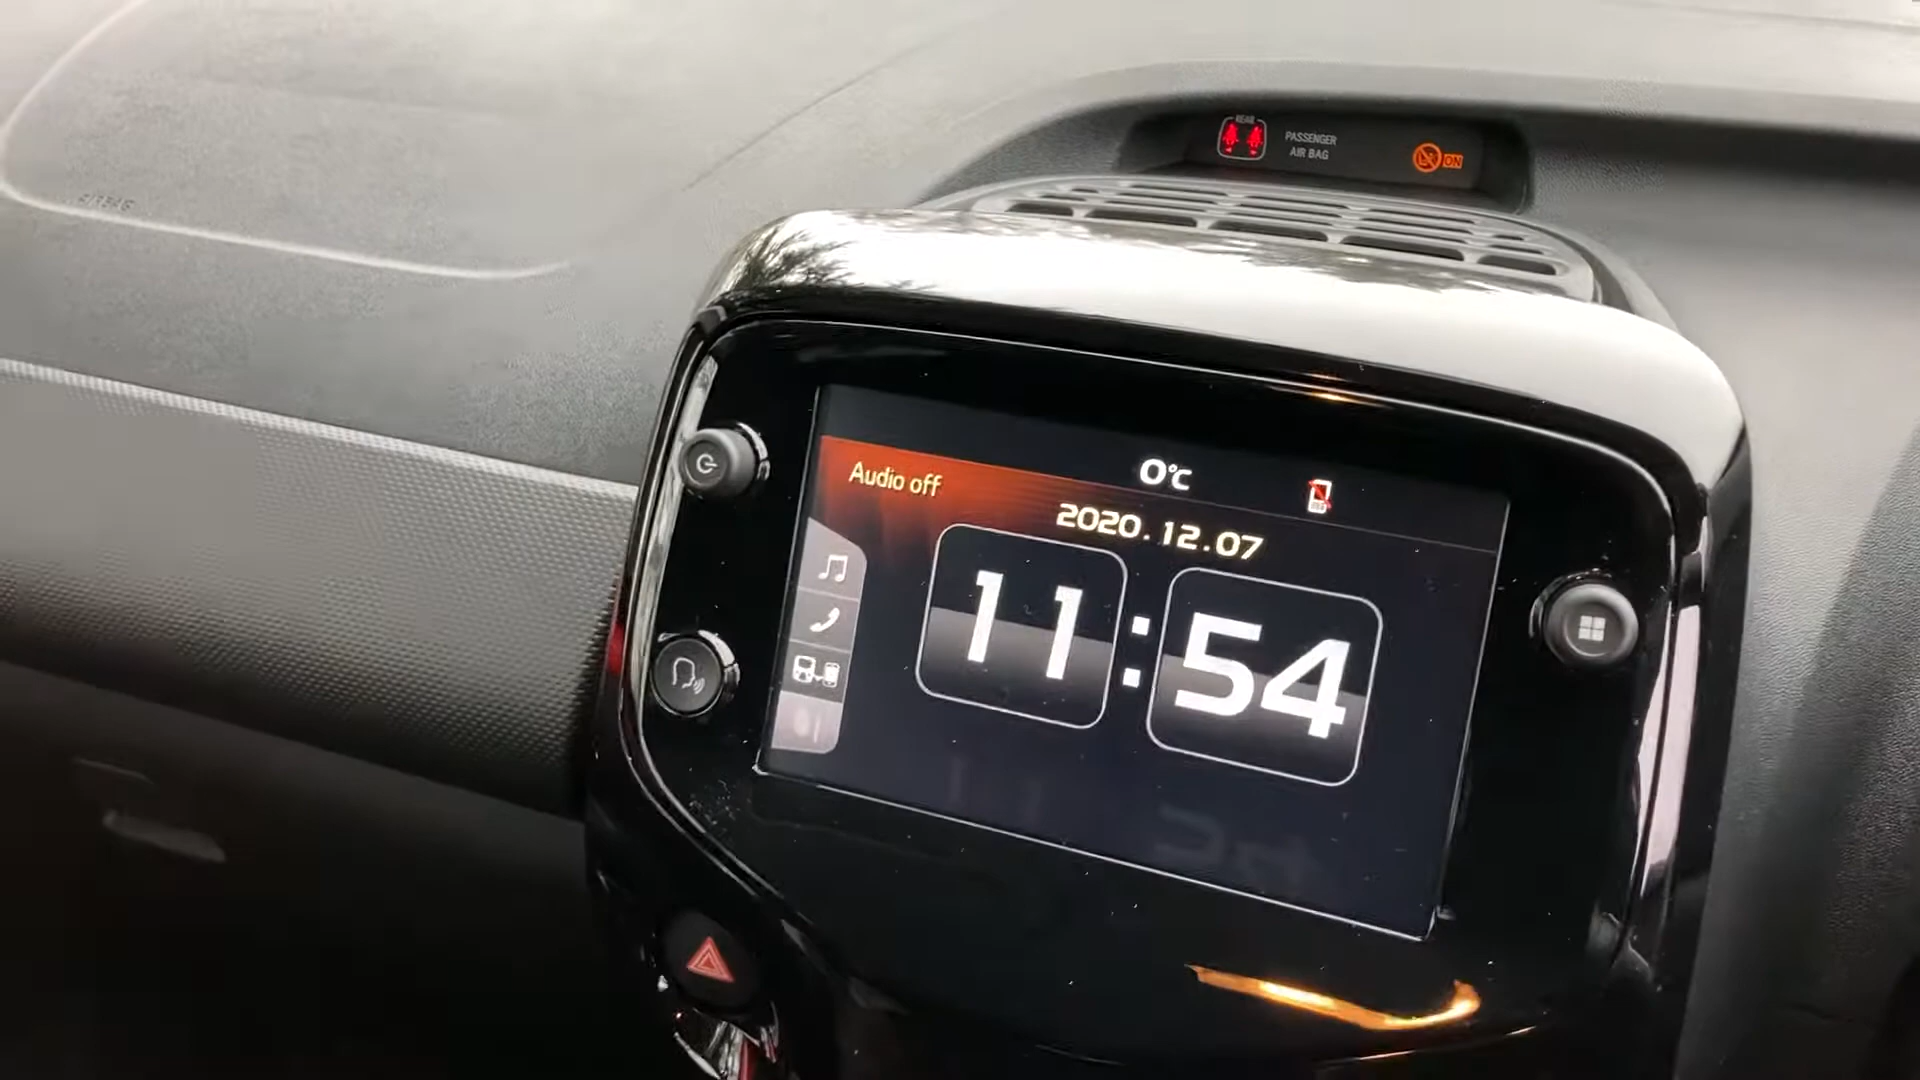 REAR
PASSENGER
AIR BAG
ON
0°C
Audio off
2020.12.07
11:54